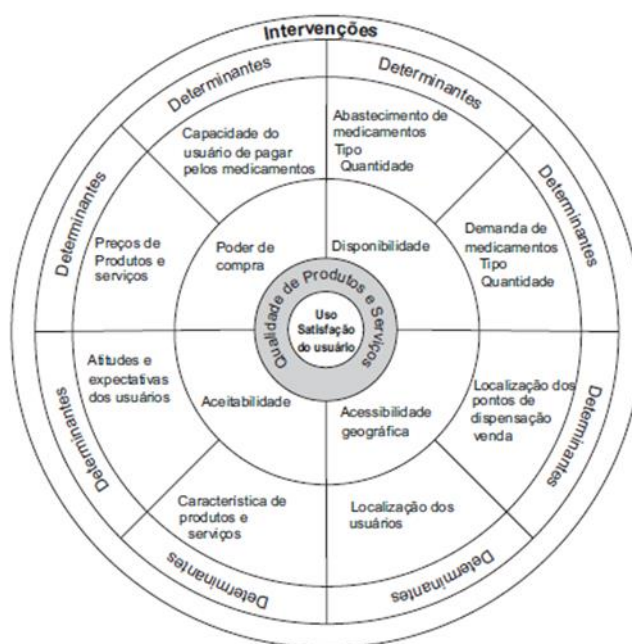 Intervenções
Determinantes
Determinantes
Capacidade do
usuário de pagar
pelos medicamentos
Abastecimento de
medicamentos
Tipo
Quantidade
Determinantes
Determinantes
Preços de
Produtos e
serviços
Poder de
compra
Disponibilidade
Demanda de
medicamentos
Tipo
Quantidade
Qualidade de Produtos e Serviços
Uso
Satisfação
do usuário
Atitudes e
expectativas
dos usuários
Aceitabilidade
Acessibilidade
geográfica
Localização dos
pontos de
dispensação
venda
Determinantes
Determinantes
Característica de
produtos e
serviços
Localização dos
usuários
Determinantes
Determinantes